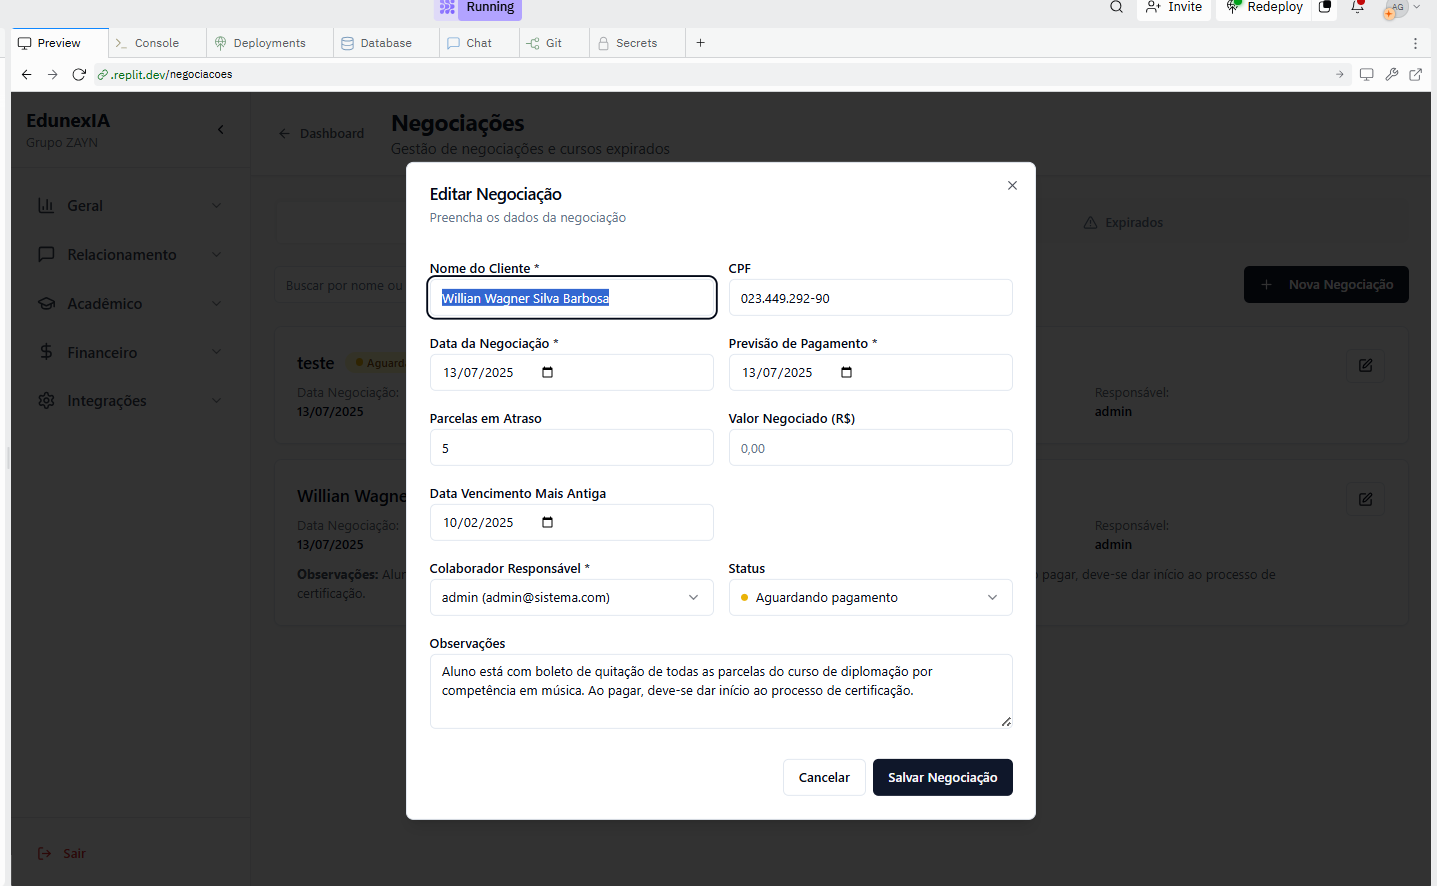 Running
Invite
Redeploy
AG
Preview
Console
Deployments
Database
Chat
Git
Secrets
.replit.dev/negociacoes
EdunexIA
Grupo ZAYN
Dashboard
Negociações
Gestão de negociações e cursos expirados
Geral
Relacionamento
Acadêmico
Financeiro
Integrações
Sair
Expirados
Buscar por nome ou
Nova Negociação
teste
Aguard
Data Negociação:
13/07/2025
Responsável:
admin
Willian Wagne
Data Negociação:
13/07/2025
Responsável:
admin
Observações: Alun
o pagar, deve-se dar início ao processo de
certificação.
Editar Negociação
Preencha os dados da negociação
Nome do Cliente *
Willian Wagner Silva Barbosa
CPF
023.449.292-90
Data da Negociação *
13/07/2025
Previsão de Pagamento *
13/07/2025
Parcelas em Atraso
5
Valor Negociado (R$)
0,00
Data Vencimento Mais Antiga
10/02/2025
Colaborador Responsável *
admin (admin@sistema.com)
Status
Aguardando pagamento
Observações
Aluno está com boleto de quitação de todas as parcelas do curso de diplomação por
competência em música. Ao pagar, deve-se dar início ao processo de certificação.
Cancelar
Salvar Negociação